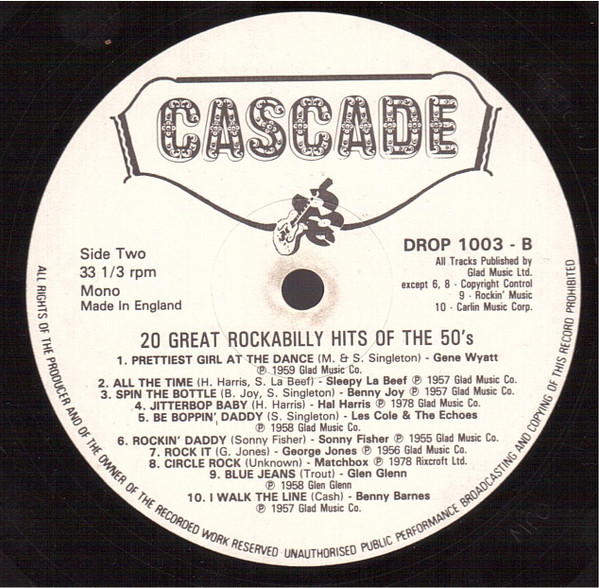 CASCADE
Side Two
33 1/3 rpm
Mono
Made In England
DROP 1003 - B
All Tracks Published by
Glad Music Ltd.
except 6, 8 - Copyright Control
9 - Rockin' Music
10 - Carlin Music Corp.
20 GREAT ROCKABILLY HITS OF THE 50's
1. PRETTIEST GIRL AT THE DANCE (M. & S. Singleton) - Gene Wyatt
℗ 1959 Glad Music Co.
2. ALL THE TIME (H. Harris, S. La Beef) - Sleepy La Beef ℗ 1957 Glad Music Co.
3. SPIN THE BOTTLE (B. Joy, S. Singleton) - Benny Joy ℗ 1957 Glad Music Co.
4. JITTERBOP BABY (H. Harris) - Hal Harris ℗ 1978 Glad Music Co.
5. BE BOPPIN' DADDY (S. Singleton) - Les Cole & The Echoes
℗ 1958 Glad Music Co.
6. ROCKIN' DADDY (Sonny Fisher) - Sonny Fisher ℗ 1955 Glad Music Co.
7. ROCK IT (G. Jones) - George Jones ℗ 1956 Glad Music Co.
8. CIRCLE ROCK (Unknown) - Matchbox ℗ 1978 Rixcroft Ltd.
9. BLUE JEANS (Trout) - Glen Glenn
℗ 1958 Glen Glenn
10. I WALK THE LINE (Cash) - Benny Barnes
℗ 1957 Glad Music Co.
ALL RIGHTS OF THE PRODUCER AND OF THE OWNER OF THE RECORDED WORK RESERVED UNAUTHORISED PUBLIC PERFORMANCE BROADCASTING AND COPYING OF THIS RECORD PROHIBITED